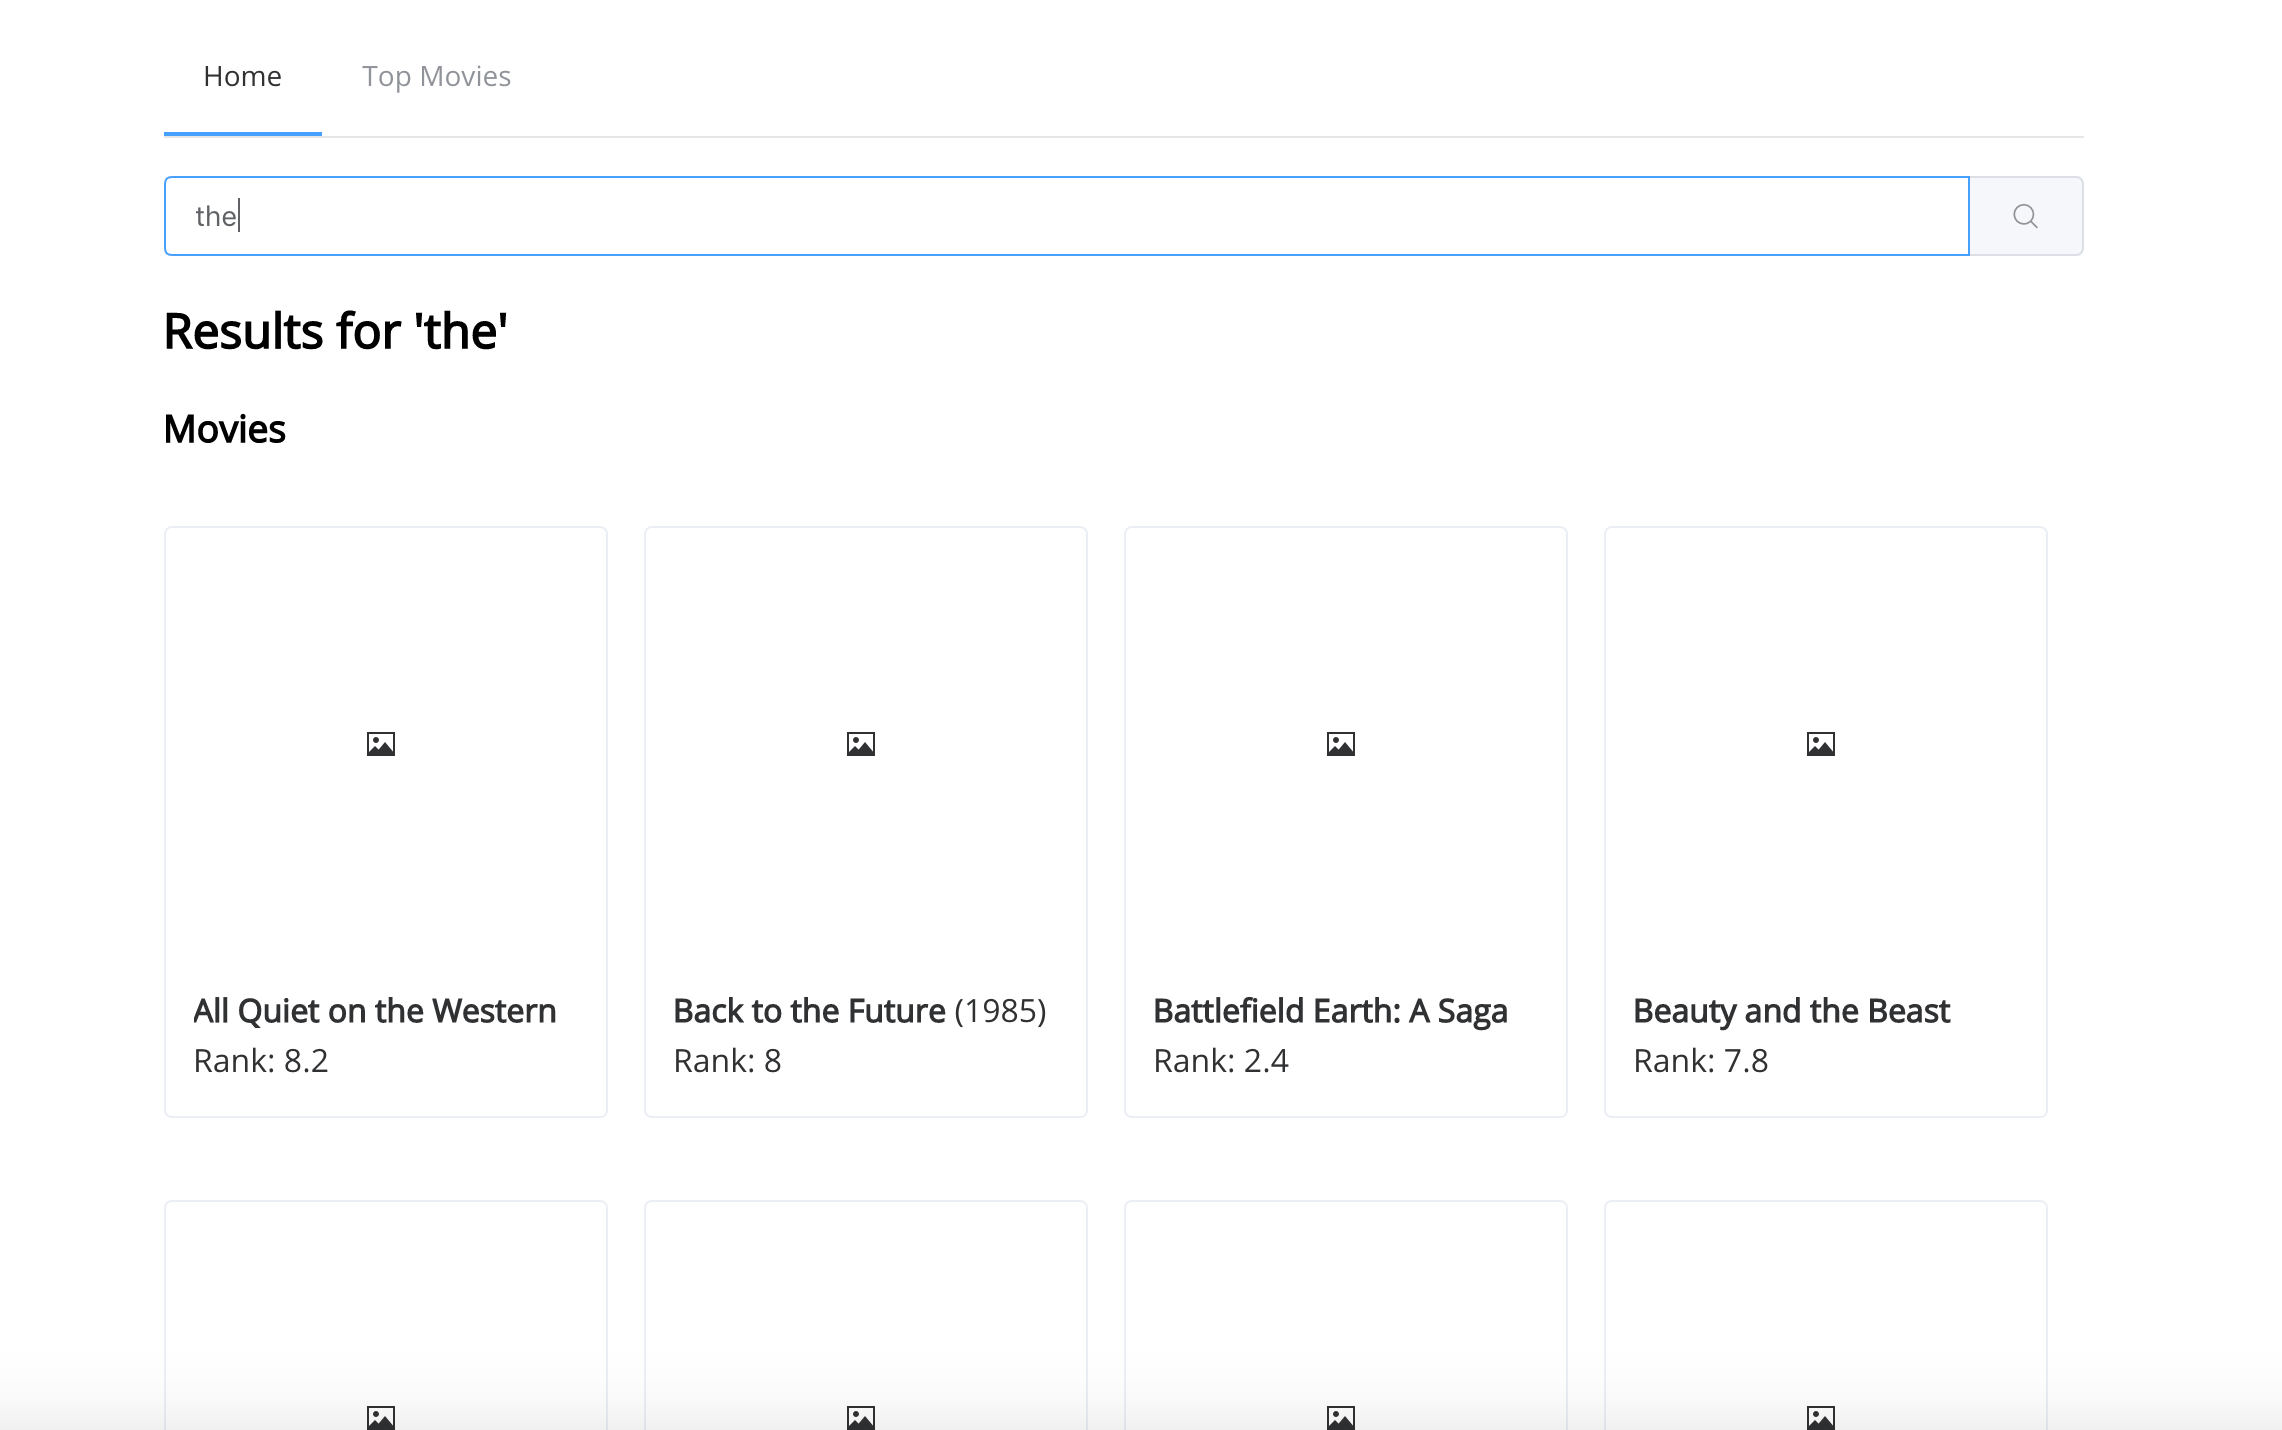 Home
Top Movies
the
Results for 'the'
Movies
All Quiet on the Western
Rank: 8.2
Back to the Future (1985)
Rank: 8
Battlefield Earth: A Saga
Rank: 2.4
Beauty and the Beast
Rank: 7.8